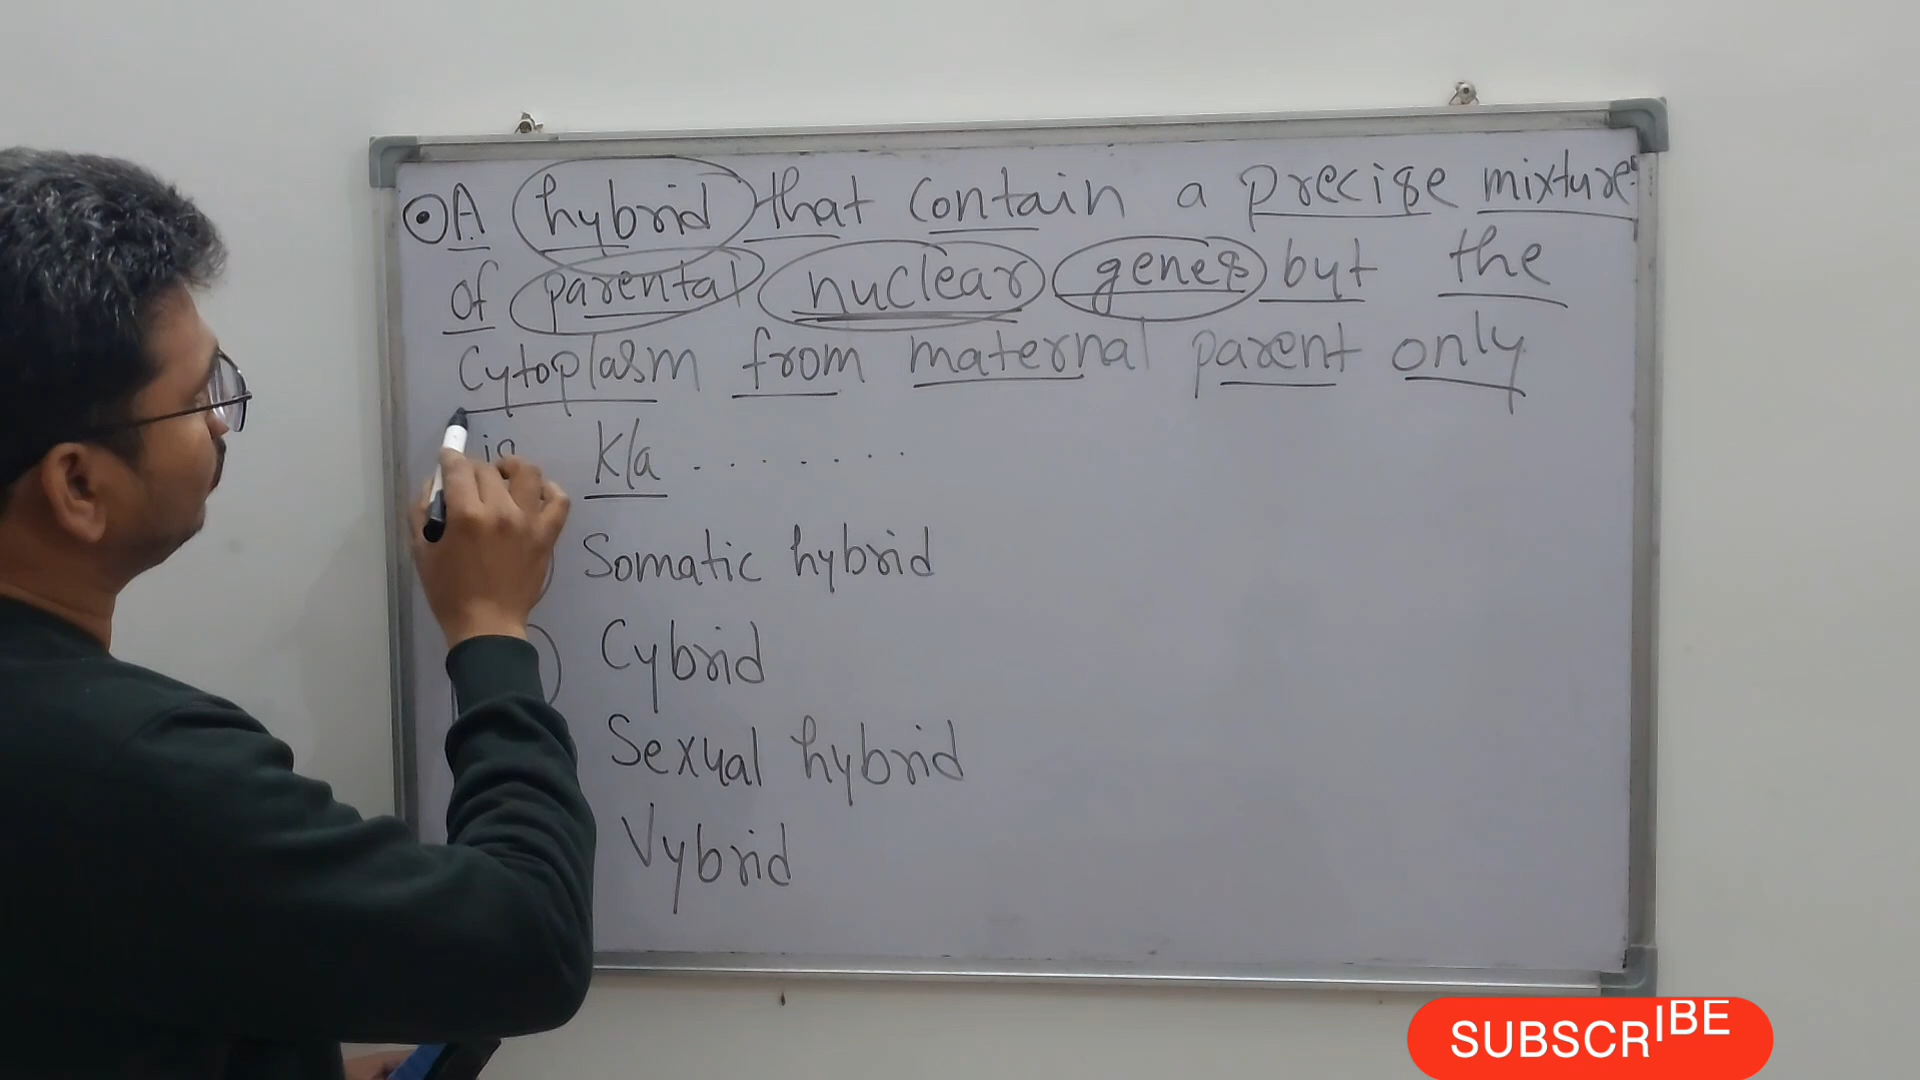 A hybrid that contain a precise mixture
of parental nuclear genes but the
Cytoplasm from maternal parent only
is K/a ........
Somatic hybrid
Cybrid
Sexual hybrid
Vybrid
SUBSCRIBE